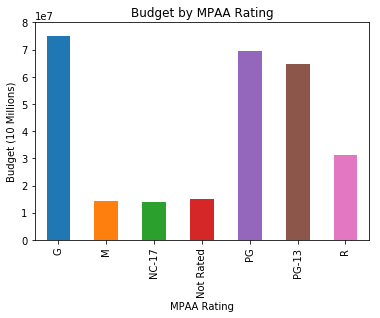 Budget by MPAA Rating
1e7
8
7
6
5
4
3
2
1
0
Budget (10 Millions)
G
M
NC-17
Not Rated
PG
PG-13
R
MPAA Rating